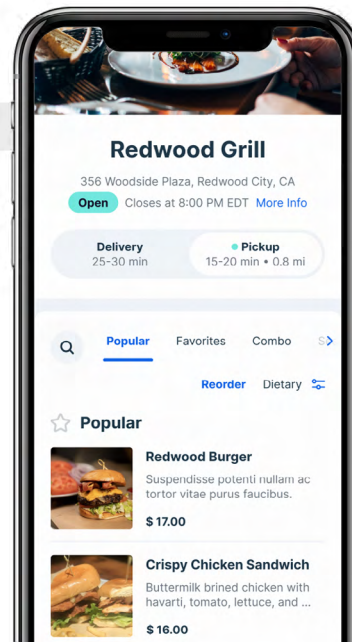 Redwood Grill
356 Woodside Plaza, Redwood City, CA
Open Closes at 8:00 PM EDT More Info
Delivery Pickup
25-30 min 15-20 min • 0.8 mi
Popular Favorites Combo
Reorder Dietary
Popular
Redwood Burger
Suspendisse potenti nullam ac
tortor vitae purus faucibus.
$ 17.00
Crispy Chicken Sandwich
Buttermilk brined chicken with
havarti, tomato, lettuce, and ...
$ 16.00